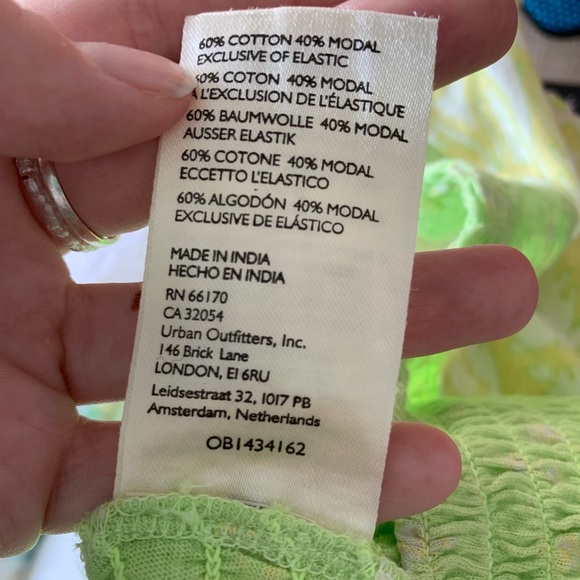 60% COTTON 40% MODAL
EXCLUSIVE OF ELASTIC
60% COTON 40% MODAL
À L'EXCLUSION DE L'ÉLASTIQUE
60% BAUMWOLLE 40% MODAL
AUSSER ELASTIK
60% COTONE 40% MODAL
ECCETTO L'ELASTICO
60% ALGODÓN 40% MODAL
EXCLUSIVE DE ELÁSTICO
MADE IN INDIA
HECHO EN INDIA
RN 66170
CA 32054
Urban Outfitters, Inc.
146 Brick Lane
LONDON, E1 6RU
Leidsestraat 32, 1017 PB
Amsterdam, Netherlands
OB1434162